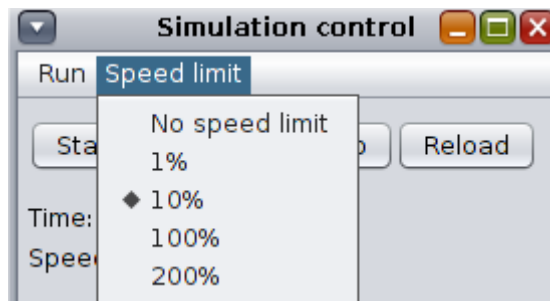 Simulation control
Run Speed limit
No speed limit
Reload
1%
10%
Time:
100%
200%